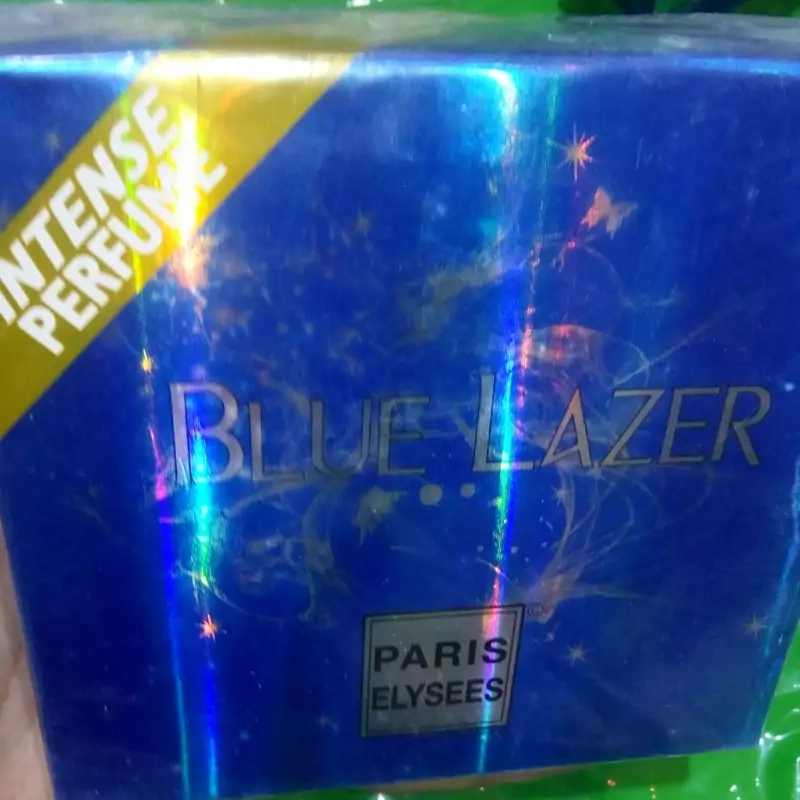 INTENSE
PERFUME
BLUE LAZER
PARIS
ELYSEES